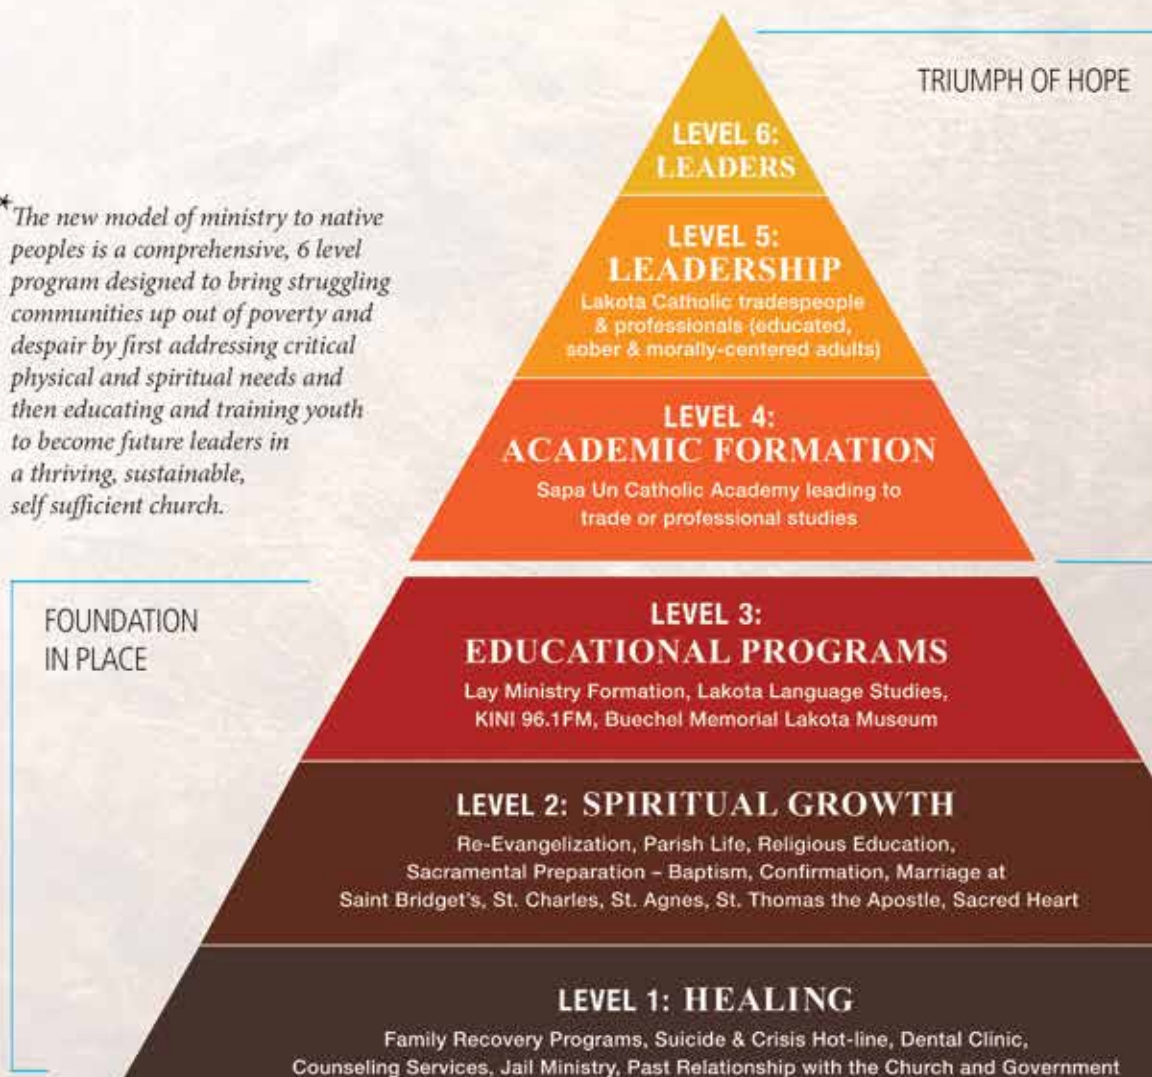 TRIUMPH OF HOPE
LEVEL 6:
LEADERS
*The new model of ministry to native
peoples is a comprehensive, 6 level
program designed to bring struggling
communities up out of poverty and
despair by first addressing critical
physical and spiritual needs and
then educating and training youth
to become future leaders in
a thriving, sustainable,
self sufficient church.
LEVEL 5:
LEADERSHIP
Lakota Catholic tradespeople
& professionals (educated,
sober & morally-centered adults)
LEVEL 4:
ACADEMIC FORMATION
Sapa Un Catholic Academy leading to
trade or professional studies
FOUNDATION
IN PLACE
LEVEL 3:
EDUCATIONAL PROGRAMS
Lay Ministry Formation, Lakota Language Studies,
KINI 96.1FM, Buechel Memorial Lakota Museum
LEVEL 2: SPIRITUAL GROWTH
Re-Evangelization, Parish Life, Religious Education,
Sacramental Preparation – Baptism, Confirmation, Marriage at
Saint Bridget's, St. Charles, St. Agnes, St. Thomas the Apostle, Sacred Heart
LEVEL 1: HEALING
Family Recovery Programs, Suicide & Crisis Hot-line, Dental Clinic,
Counseling Services, Jail Ministry, Past Relationship with the Church and Government